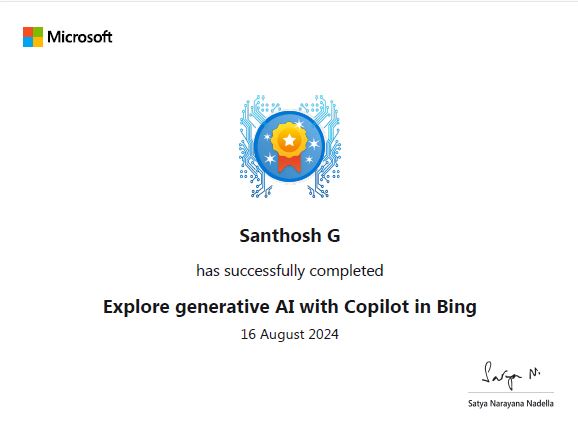 Microsoft
Santhosh G
has successfully completed
Explore generative AI with Copilot in Bing
16 August 2024
Satya N.
Satya Narayana Nadella